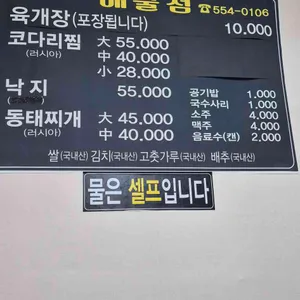 해물성 ☎554-0106
육개장(포장됩니다) 10.000
코다리찜 大 55.000
(러시아) 中 40.000
小 28.000
낙지 55.000
공기밥 1.000
국수사리 1.000
동태찌개 大 45.000 소주 4.000
(러시아) 中 40.000 맥주 4.000
음료수(캔) 2,000
쌀(국내산) 김치(국내산) 고춧가루(국내산) 배추(국내산)
물은 셀프입니다